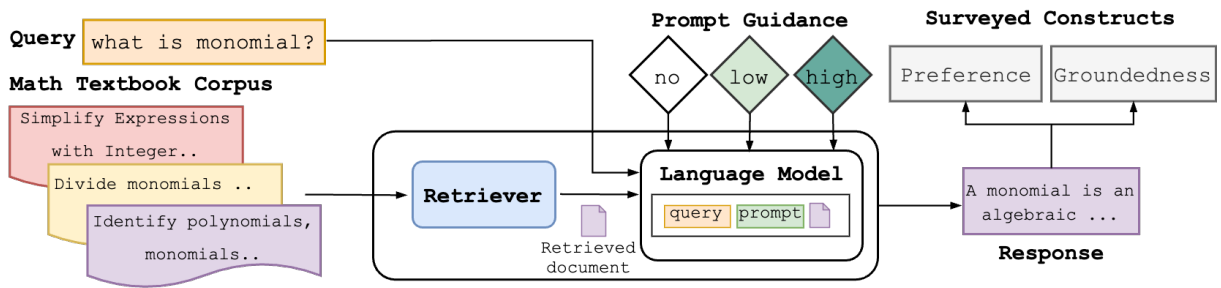 Query
what is monomial?
Math Textbook Corpus
Simplify Expressions
with Integer..
Divide monomials ..
Identify polynomials,
monomials..
Retriever
Retrieved
document
Prompt Guidance
no
low
high
Language Model
query
prompt
Surveyed Constructs
Preference
Groundedness
A monomial is an
algebraic ...
Response